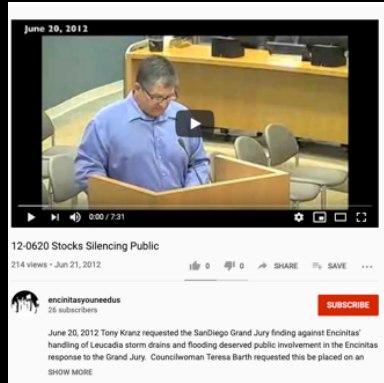 June 20, 2012
0:00 / 7:31
12-0620 Stocks Silencing Public
214 views • Jun 21, 2012
0
0
SHARE
SAVE
encinitasyouneedus
26 subscribers
SUBSCRIBE
June 20, 2012 Tony Kranz requested the SanDiego Grand Jury finding against Encinitas'
handling of Leucadia storm drains and flooding deserved public involvement in the Encinitas
response to the Grand Jury. Councilwoman Teresa Barth requested this be placed on an
SHOW MORE